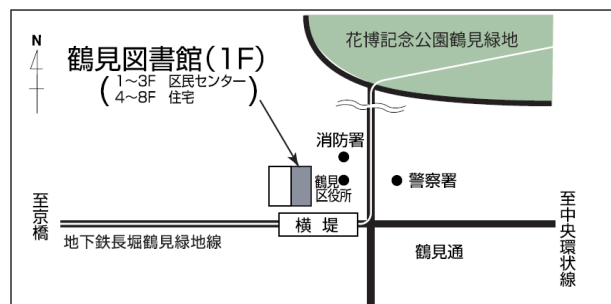 花博記念公園鶴見緑地
N
鶴見図書館(1F)
(1〜3F 区民センター
4〜8F 住宅)
消防署
鶴見
区役所
警察署
至京橋
横堤
至中央環状線
地下鉄長堀鶴見緑地線
鶴見通